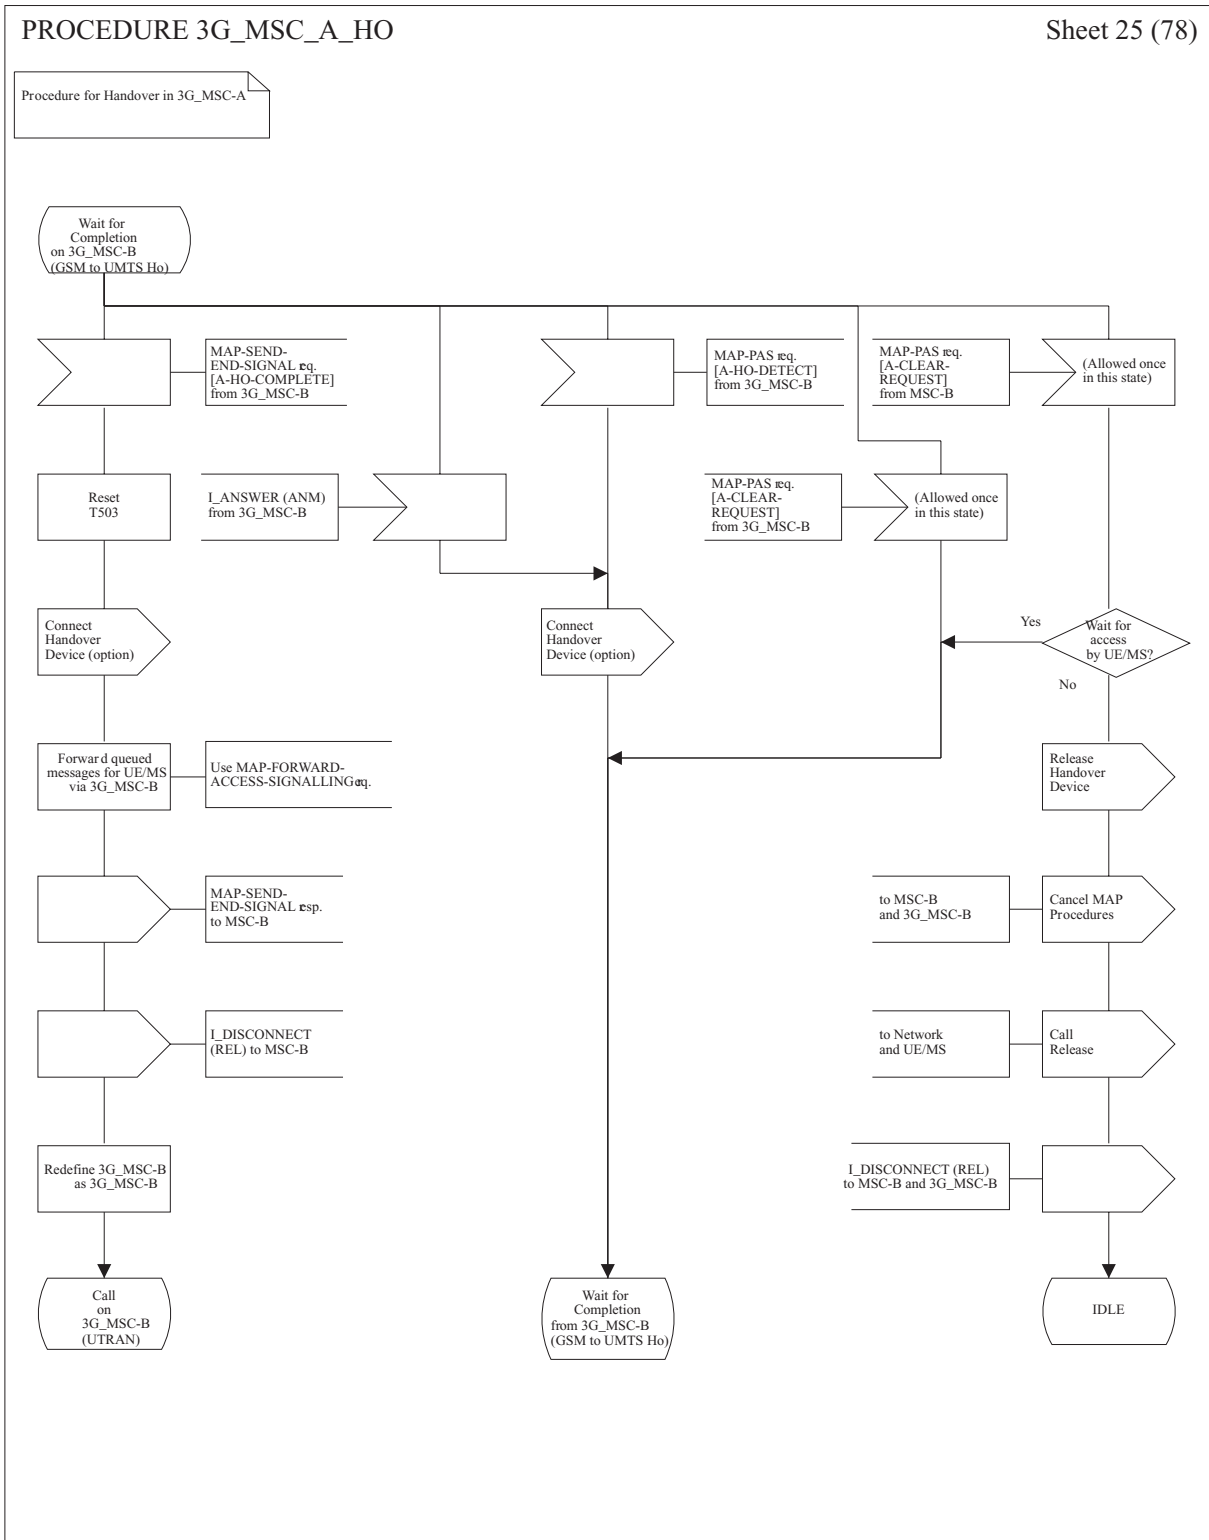 PROCEDURE 3G_MSC_A_HO
Sheet 25 (78)
Procedure for Handover in 3G_MSC-A
Wait for
Completion
on 3G_MSC-B
(GSM to UMTS Ho)
MAP-SEND-
END-SIGNAL req.
[A-HO-COMPLETE]
from 3G_MSC-B
MAP-PAS req.
[A-HO-DETECT]
from 3G_MSC-B
MAP-PAS req.
[A-CLEAR-
REQUEST]
from MSC-B
(Allowed once
in this state)
Reset
T503
I_ANSWER (ANM)
from 3G_MSC-B
MAP-PAS req.
[A-CLEAR-
REQUEST]
from 3G_MSC-B
(Allowed once
in this state)
Connect
Handover
Device (option)
Connect
Handover
Device (option)
Yes
Wait for
access
by UE/MS?
No
Forward queued
messages for UE/MS
via 3G_MSC-B
Use MAP-FORWARD-
ACCESS-SIGNALLING req.
Release
Handover
Device
MAP-SEND-
END-SIGNAL resp.
to MSC-B
to MSC-B
and 3G_MSC-B
Cancel MAP
Procedures
I_DISCONNECT
(REL) to MSC-B
to Network
and UE/MS
Call
Release
Redefine 3G_MSC-B
as 3G_MSC-B
I_DISCONNECT (REL)
to MSC-B and 3G_MSC-B
Call
on
3G_MSC-B
(UTRAN)
Wait for
Completion
from 3G_MSC-B
(GSM to UMTS Ho)
IDLE